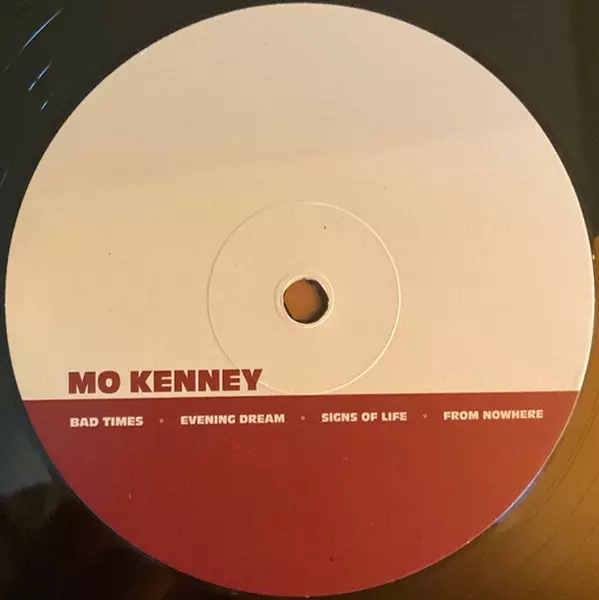 MO KENNEY
BAD TIMES • EVENING DREAM • SIGNS OF LIFE • FROM NOWHERE